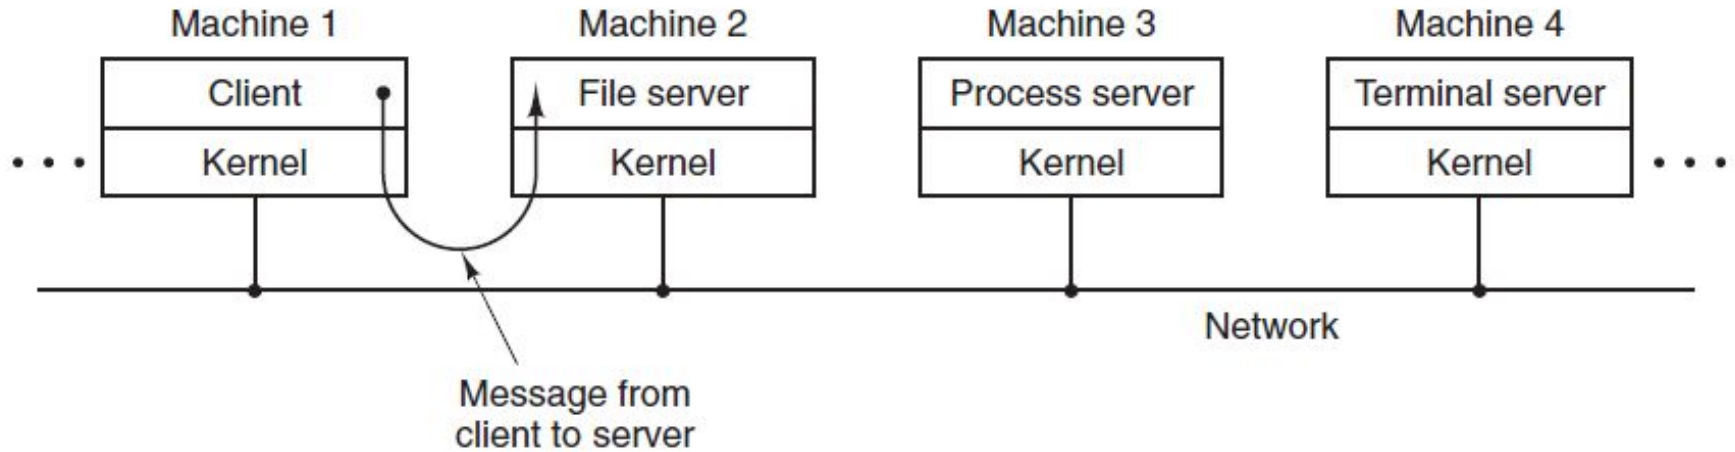 Machine 1
Machine 2
Machine 3
Machine 4
Client
File server
Process server
Terminal server
Kernel
Kernel
Kernel
Kernel
Network
Message from
client to server